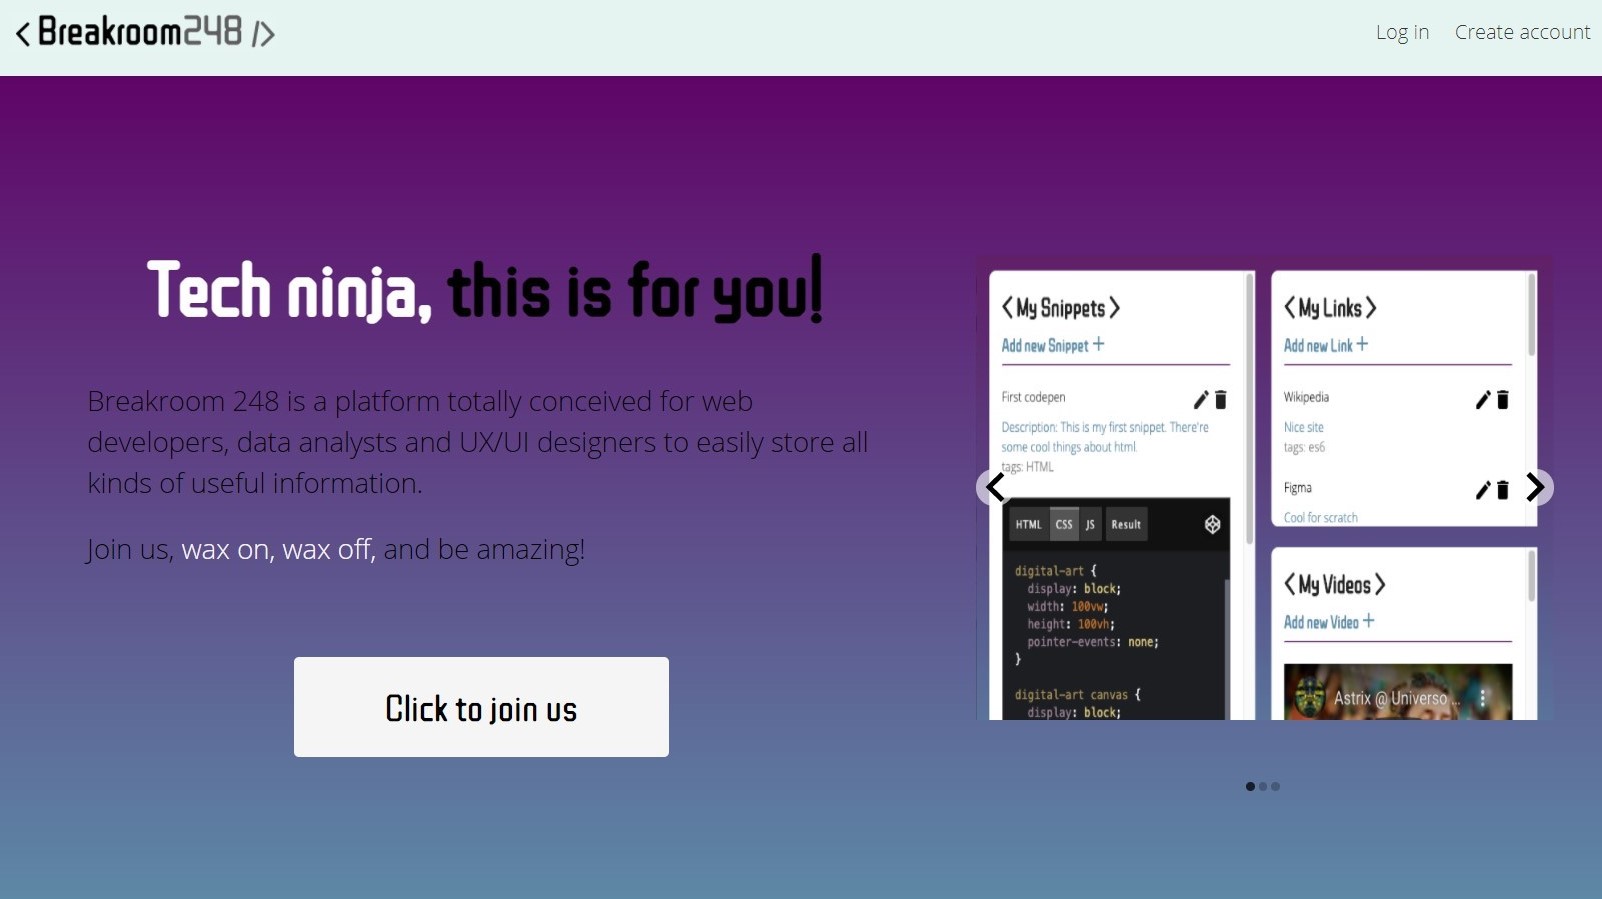 < Breakroom248 />
Log in
Create account
Tech ninja, this is for you!
Breakroom 248 is a platform totally conceived for web
developers, data analysts and UX/UI designers to easily store all
kinds of useful information.
Join us, wax on, wax off, and be amazing!
Click to join us
<My Snippets>
Add new Snippet +
First codepen
Description: This is my first snippet. There're
some cool things about html.
tags: HTML
HTML CSS JS Result
digital-art {
display: block;
width: 100vw;
height: 100vh;
pointer-events: none;
}
digital-art canvas {
display: block;
<My Links>
Add new Link +
Wikipedia
Nice site
tags: es6
Figma
Cool for scratch
<My Videos>
Add new Video +
Astrix @ Universo ...